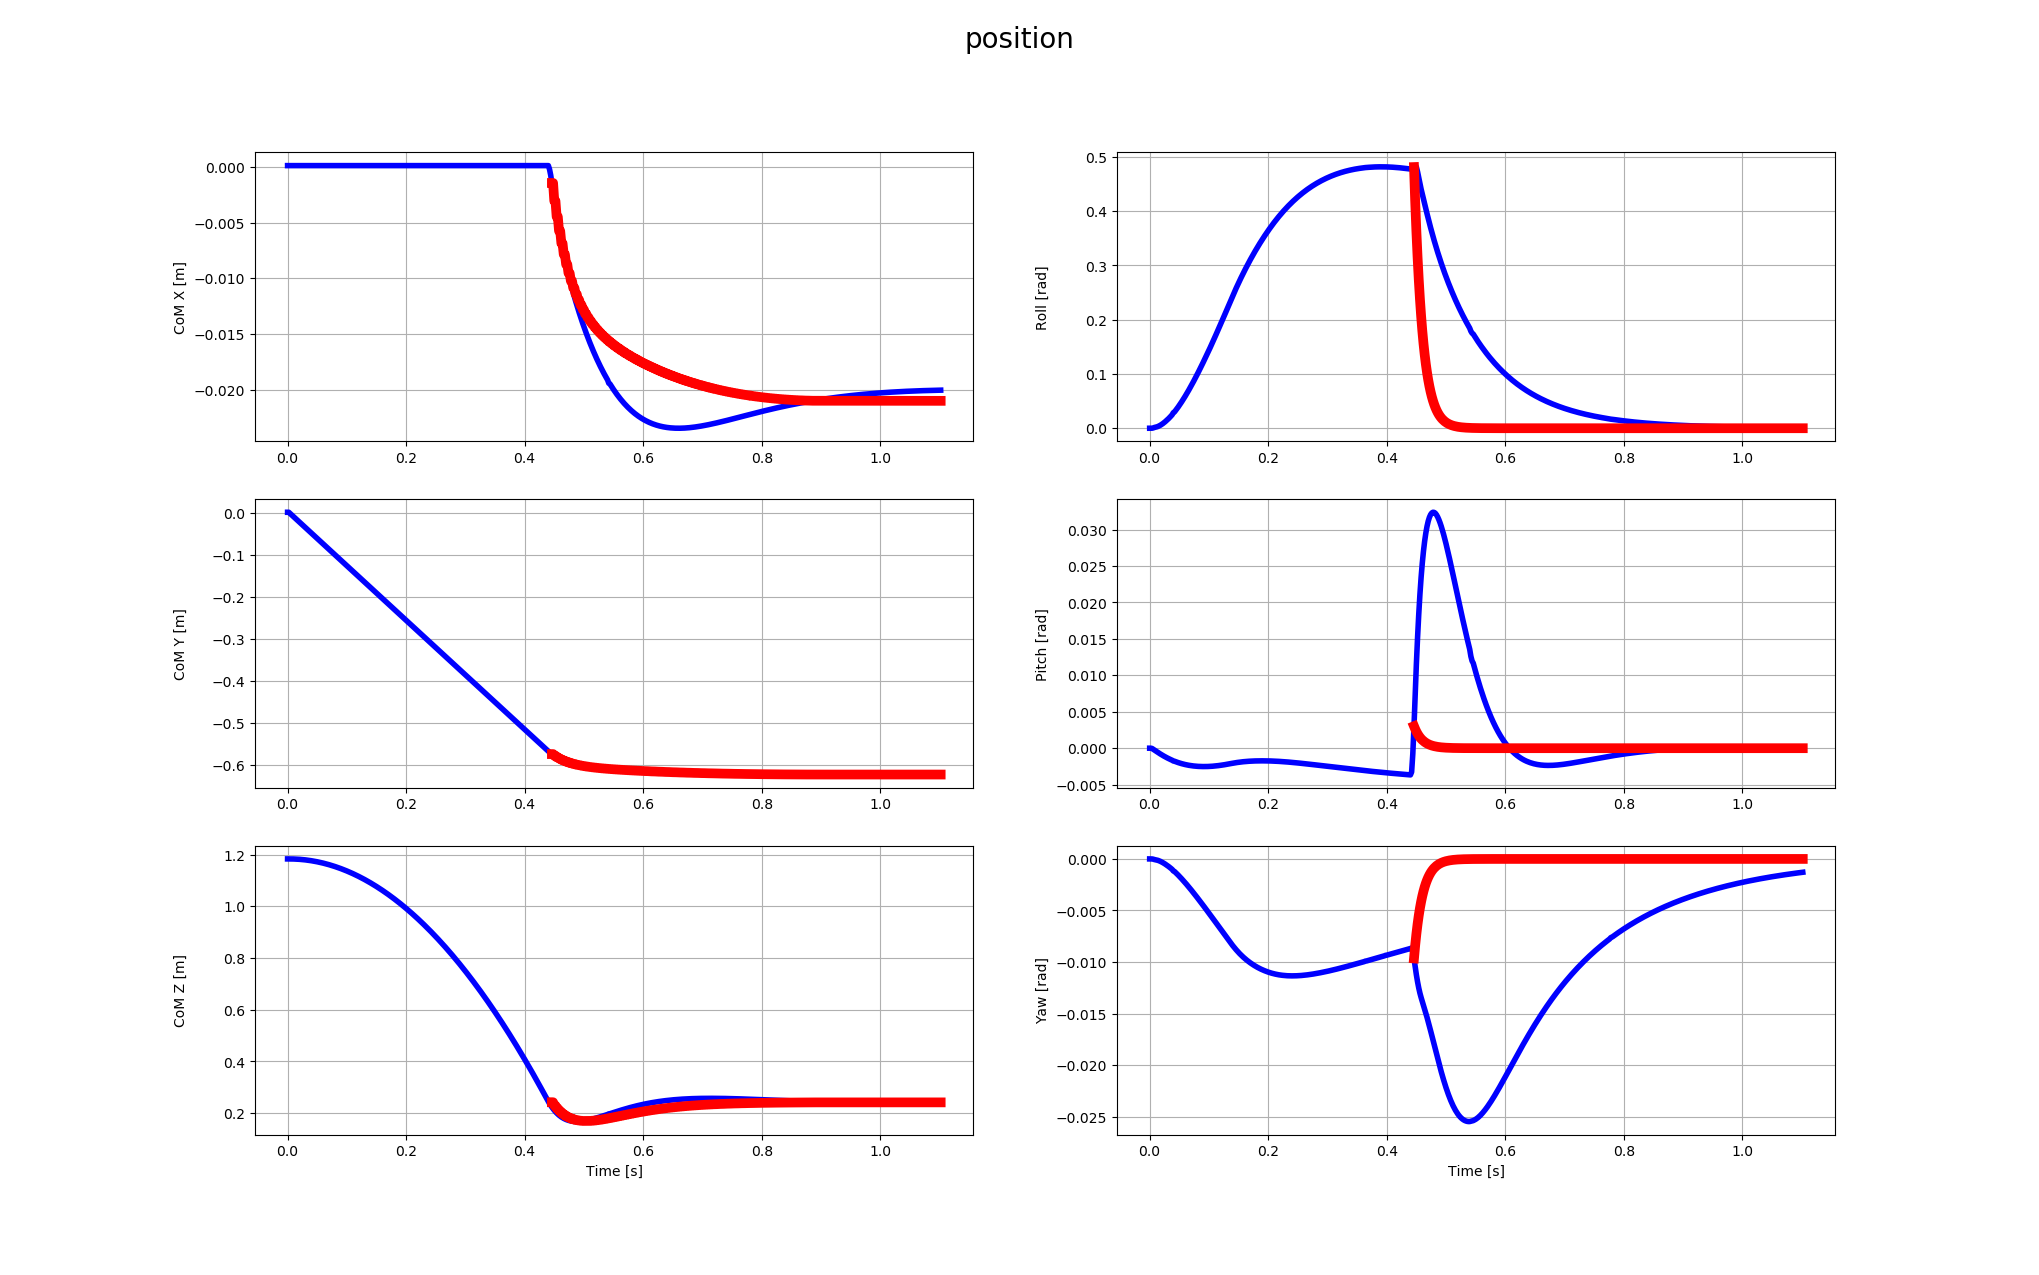 position
CoM X [m]
0.000
−0.005
−0.010
−0.015
−0.020
0.0 0.2 0.4 0.6 0.8 1.0
Roll [rad]
0.5
0.4
0.3
0.2
0.1
0.0
0.0 0.2 0.4 0.6 0.8 1.0
CoM Y [m]
0.0
−0.1
−0.2
−0.3
−0.4
−0.5
−0.6
0.0 0.2 0.4 0.6 0.8 1.0
Pitch [rad]
0.030
0.025
0.020
0.015
0.010
0.005
0.000
−0.005
0.0 0.2 0.4 0.6 0.8 1.0
CoM Z [m]
1.2
1.0
0.8
0.6
0.4
0.2
0.0 0.2 0.4 0.6 0.8 1.0
Time [s]
Yaw [rad]
0.000
−0.005
−0.010
−0.015
−0.020
−0.025
0.0 0.2 0.4 0.6 0.8 1.0
Time [s]